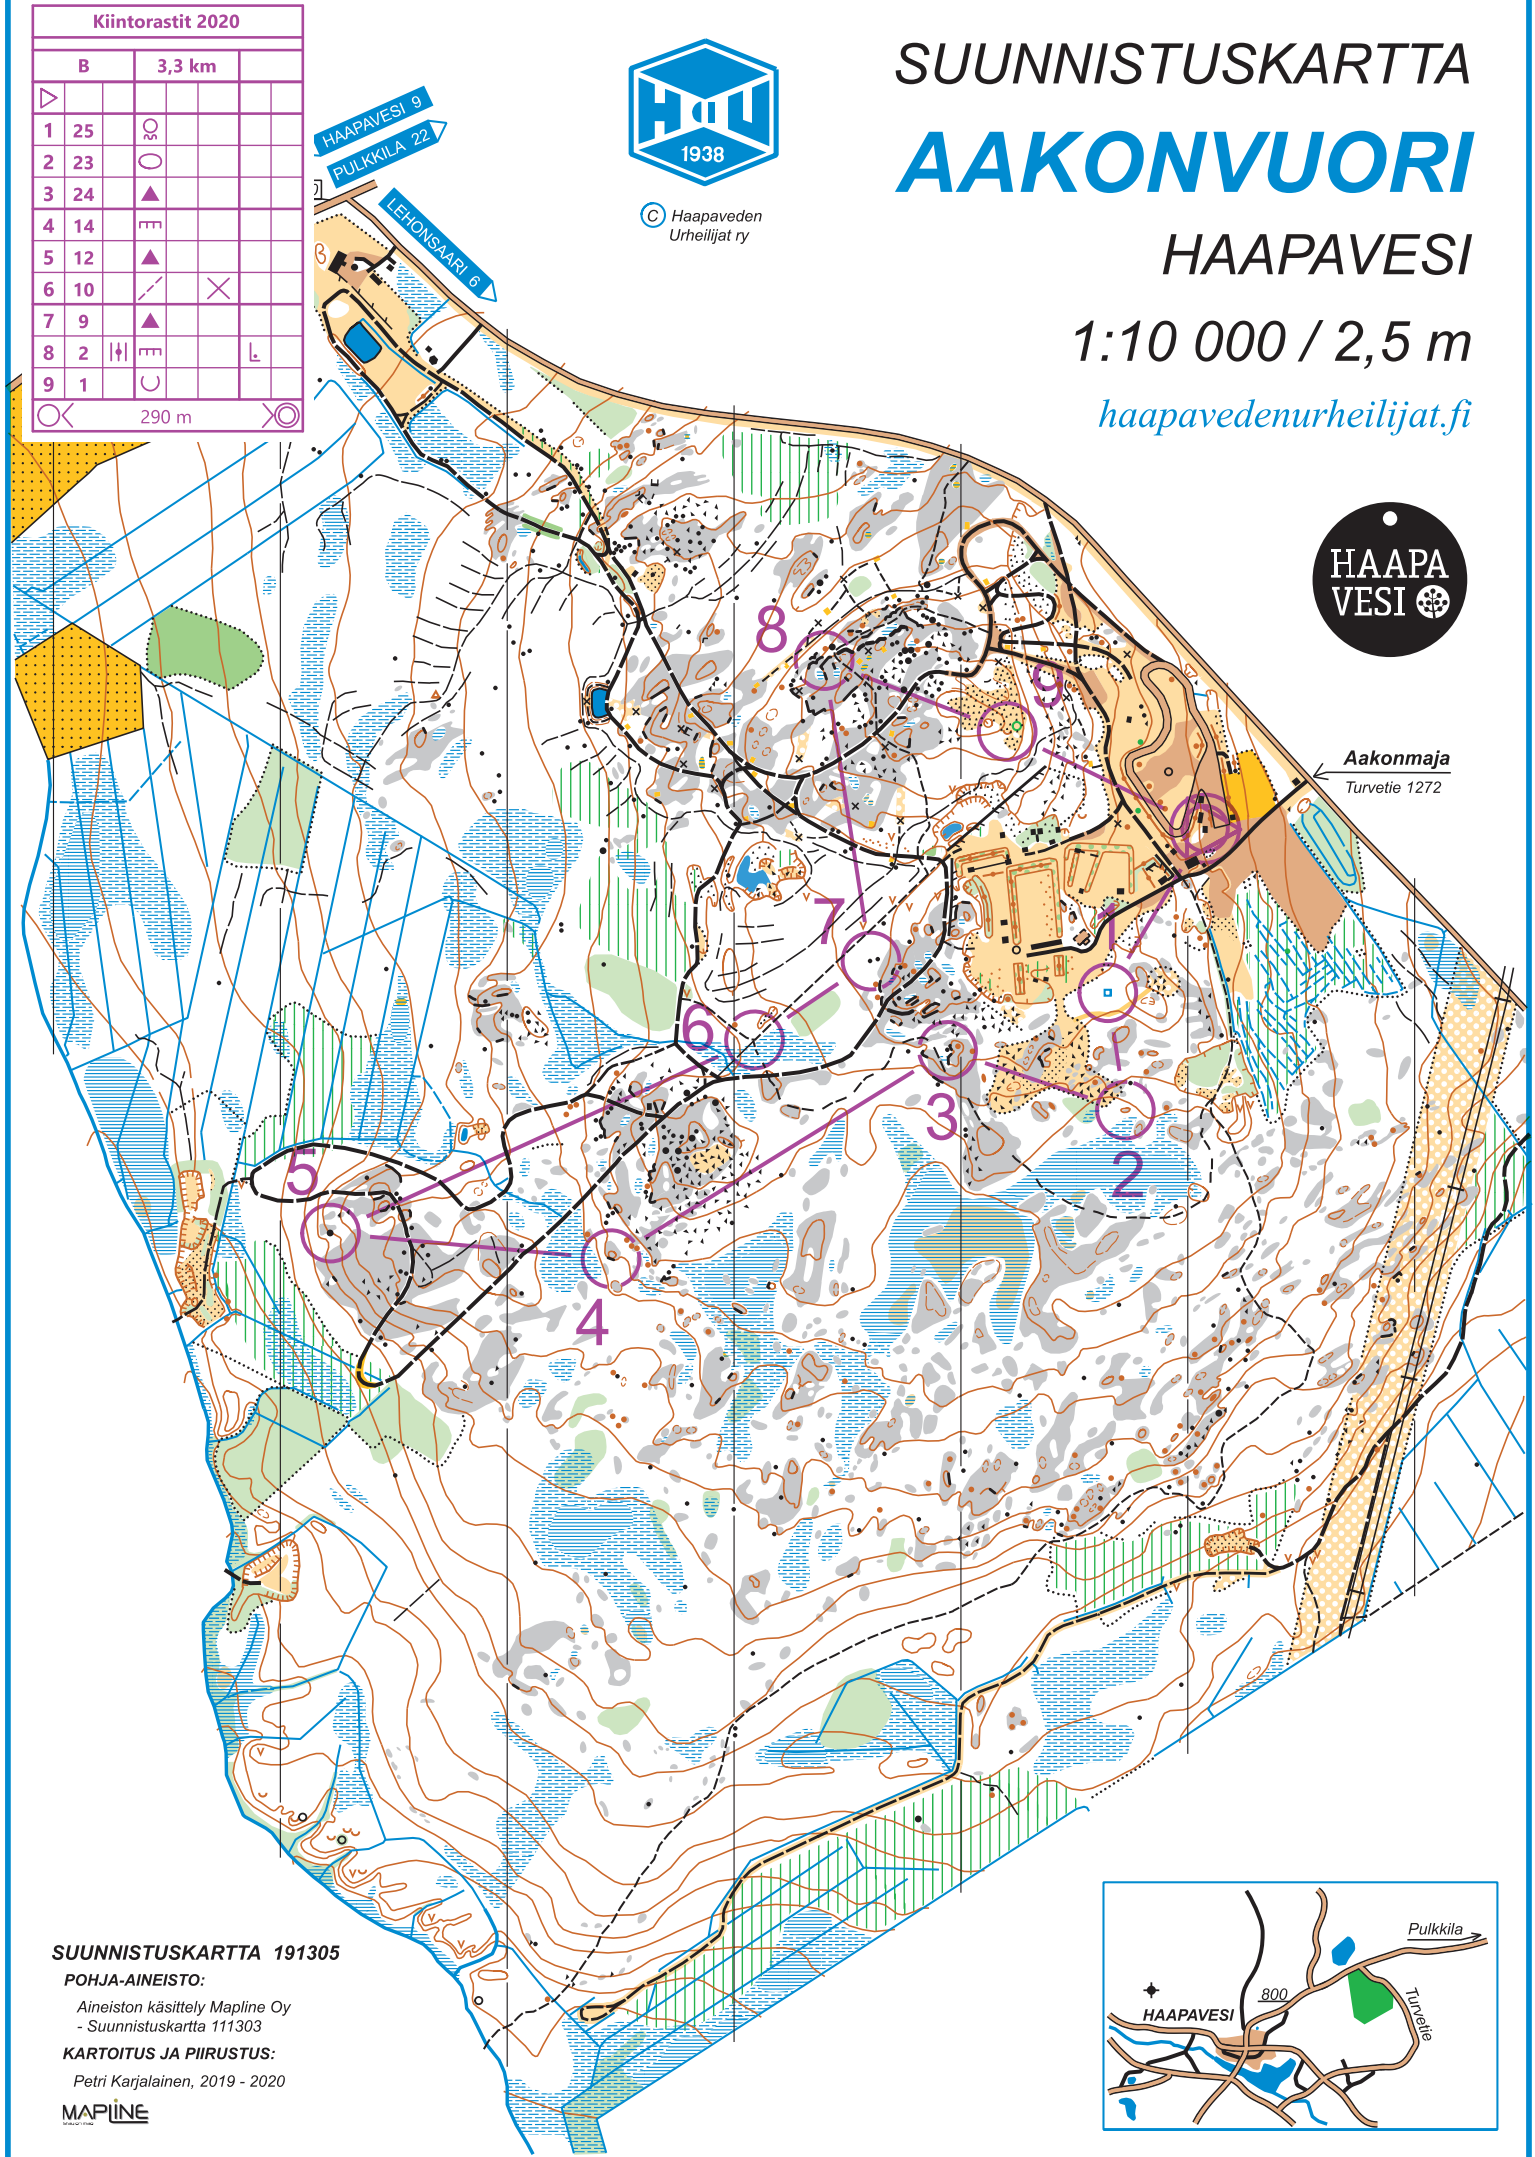 Kiintorastit 2020
B 3,3 km
1 25
2 23
3 24
4 14
5 12
6 10
7 9
8 2
9 1
290 m
HAAPAVESI 9
PULKKILA 22
LEHONSAARI 6
HaU
1938
C Haapaveden
Urheilijat ry
SUUNNISTUSKARTTA
AAKONVUORI
HAAPAVESI
1:10 000 / 2,5 m
haapavedenurheilijat.fi
HAAPA
VESI
Aakonmaja
Turvetie 1272
8
9
7
1
6
3
2
5
4
SUUNNISTUSKARTTA 191305
POHJA-AINEISTO:
Aineiston käsittely Mapline Oy
- Suunnistuskartta 111303
KARTOITUS JA PIIRUSTUS:
Petri Karjalainen, 2019 - 2020
MAPLINE
Pulkkila
800
HAAPAVESI
Turvetie